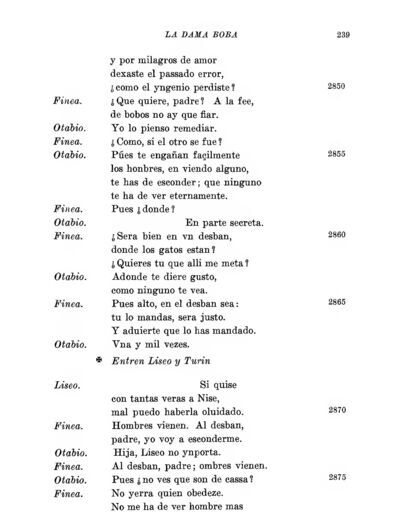 LA DAMA BOBA 239
y por milagros de amor
dexaste el passado error,
¿como el yngenio perdiste? 2850
Finea. ¿Que quiere, padre? A la fee,
de bobos no ay que fiar.
Otabio. Yo lo pienso remediar.
Finea. ¿Como, si el otro se fue?
Otabio. Púes te engañan façilmente 2855
los honbres, en viendo alguno,
te has de esconder; que ninguno
te ha de ver eternamente.
Finea. Pues ¿donde?
Otabio. En parte secreta.
Finea. ¿Sera bien en vn desban, 2860
donde los gatos estan?
¿Quieres tu que alli me meta?
Otabio. Adonde te diere gusto,
como ninguno te vea.
Finea. Pues alto, en el desban sea: 2865
tu lo mandas, sera justo.
Y aduierte que lo has mandado.
Otabio. Vna y mil vezes.
✠ Entren Liseo y Turin
Liseo. Si quise
con tantas veras a Nise,
mal puedo haberla oluidado. 2870
Finea. Hombres vienen. Al desban,
padre, yo voy a esconderme.
Otabio. Hija, Liseo no ynporta.
Finea. Al desban, padre; ombres vienen.
Otabio. Pues ¿no ves que son de cassa? 2875
Finea. No yerra quien obedeze.
No me ha de ver hombre mas